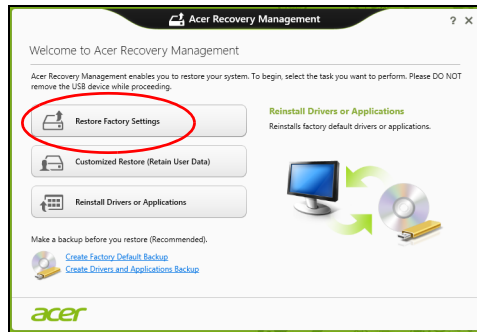 Acer Recovery Management
? ×
Welcome to Acer Recovery Management
Acer Recovery Management enables you to restore your system. To begin, select the task you want to perform. Please DO NOT
remove the USB device while proceeding.
Restore Factory Settings
Customized Restore (Retain User Data)
Reinstall Drivers or Applications
Reinstall Drivers or Applications
Reinstalls factory default drivers or applications.
Make a backup before you restore (Recommended).
Create Factory Default Backup
Create Drivers and Applications Backup
acer